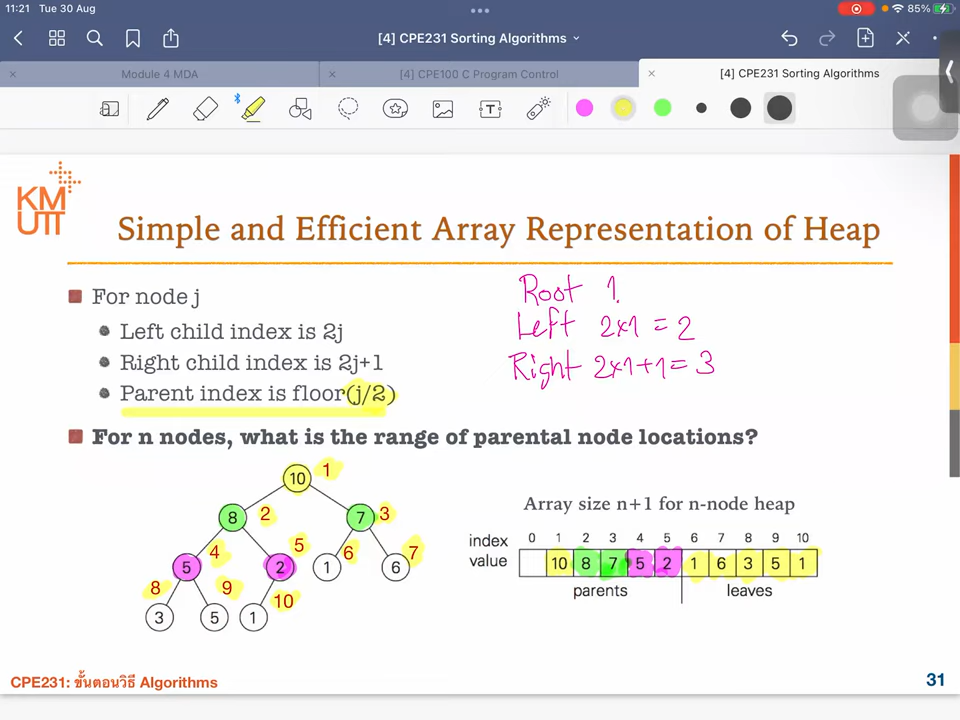 11:21 Tue 30 Aug
85%
[4] CPE231 Sorting Algorithms
Module 4 MDA
[4] CPE100 C Program Control
[4] CPE231 Sorting Algorithms
T
KM
UTT
Simple and Efficient Array Representation of Heap
For node j
Left child index is 2j
Right child index is 2j+1
Parent index is floor(j/2)
Root 1.
Left 2x1 = 2
Right 2x1+1 = 3
For n nodes, what is the range of parental node locations?
10 1
8 2 7 3
5 4 2 5 1 6 6 7
8 9 10
3 5 1
Array size n+1 for n-node heap
index 0 1 2 3 4 5 6 7 8 9 10
value 10 8 7 5 2 1 6 3 5 1
parents leaves
CPE231: ขั้นตอนวิธี Algorithms
31